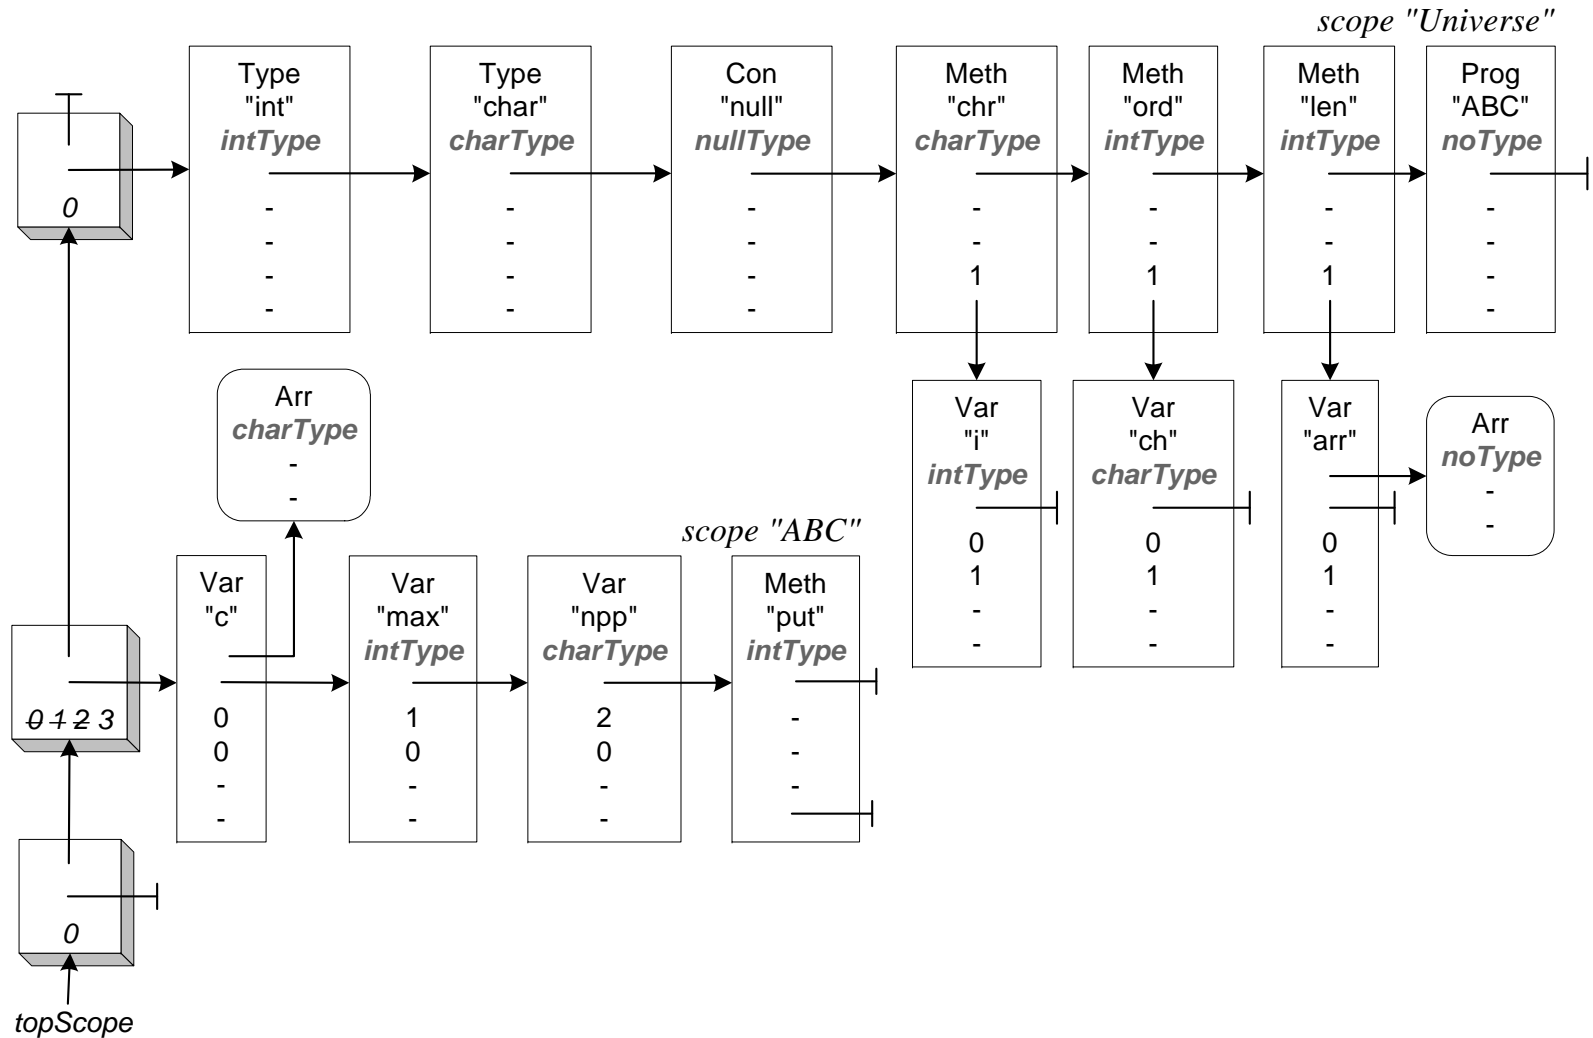 scope "Universe"
Type
"int"
intType
-
-
-
-
Type
"char"
charType
-
-
-
-
Con
"null"
nullType
-
-
-
-
Meth
"chr"
charType
-
-
1
Meth
"ord"
intType
-
-
1
Meth
"len"
intType
-
-
1
Prog
"ABC"
noType
-
-
-
-
0
Arr
charType
-
-
Var
"i"
intType
0
1
-
-
Var
"ch"
charType
0
1
-
-
Var
"arr"
0
1
-
-
Arr
noType
-
-
scope "ABC"
0 1 2 3
Var
"c"
0
0
-
-
Var
"max"
intType
1
0
-
-
Var
"npp"
charType
2
0
-
-
Meth
"put"
intType
-
-
-
0
topScope